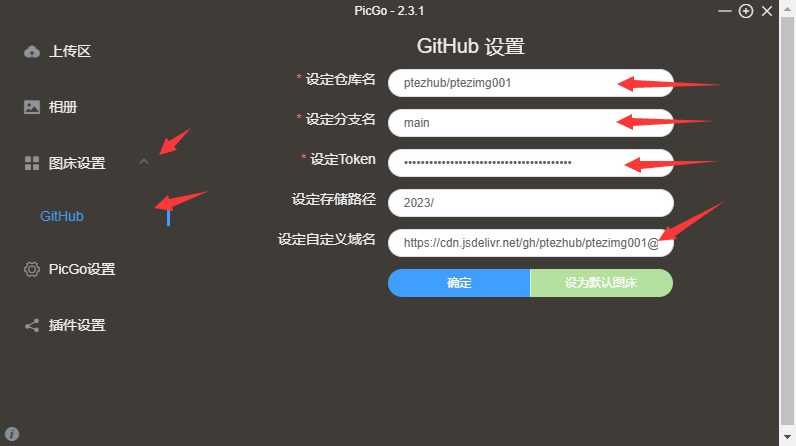 PicGo - 2.3.1
上传区
相册
图床设置
GitHub
PicGo设置
插件设置
GitHub 设置
* 设定仓库名 ptezhub/ptezimg001
* 设定分支名 main
* 设定Token ••••••••••••••••••••••••••••••••••••••••
设定存储路径 2023/
设定自定义域名 https://cdn.jsdelivr.net/gh/ptezhub/ptezimg001@
确定 设为默认图床